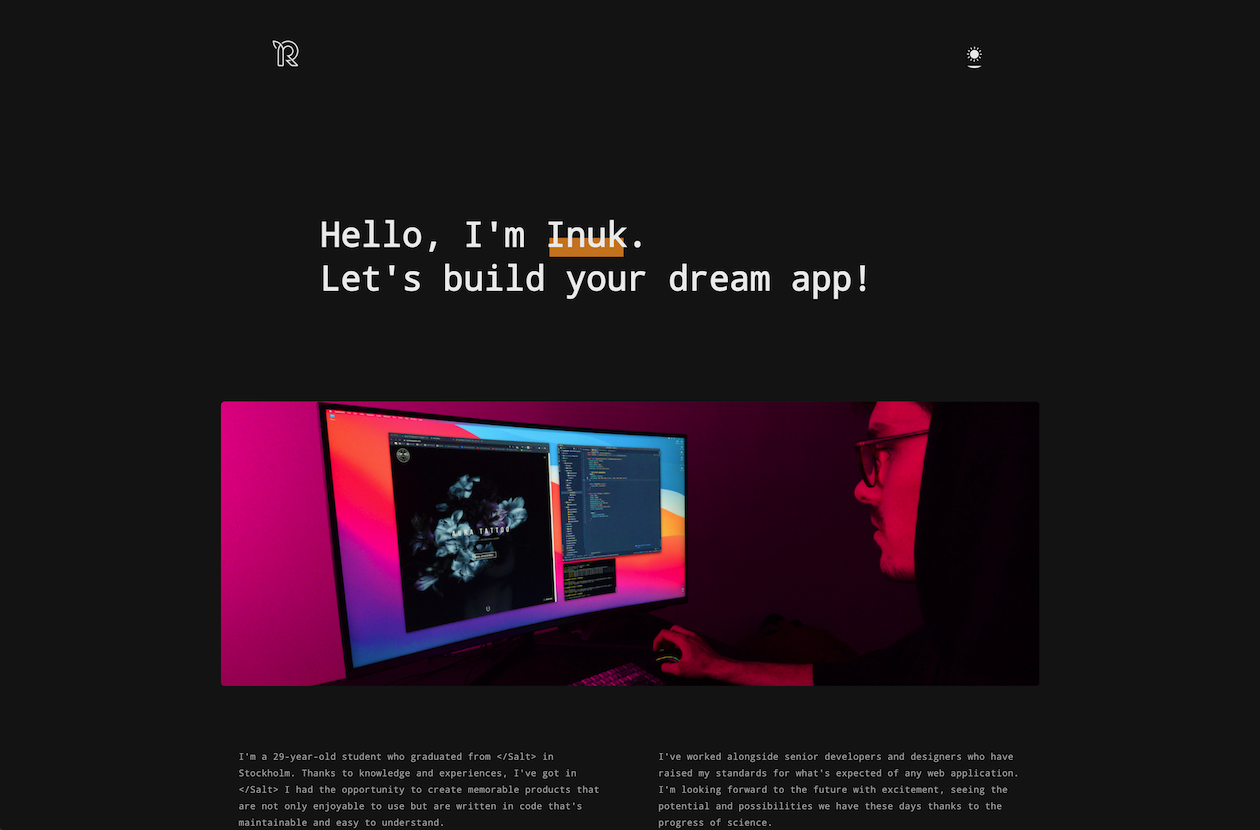 R
Hello, I'm Inuk.
Let's build your dream app!
AURA TATTOO
I'm a 29-year-old student who graduated from </Salt> in
Stockholm. Thanks to knowledge and experiences, I've got in
</Salt> I had the opportunity to create memorable products that
are not only enjoyable to use but are written in code that's
maintainable and easy to understand.
I've worked alongside senior developers and designers who have
raised my standards for what's expected of any web application.
I'm looking forward to the future with excitement, seeing the
potential and possibilities we have these days thanks to the
progress of science.